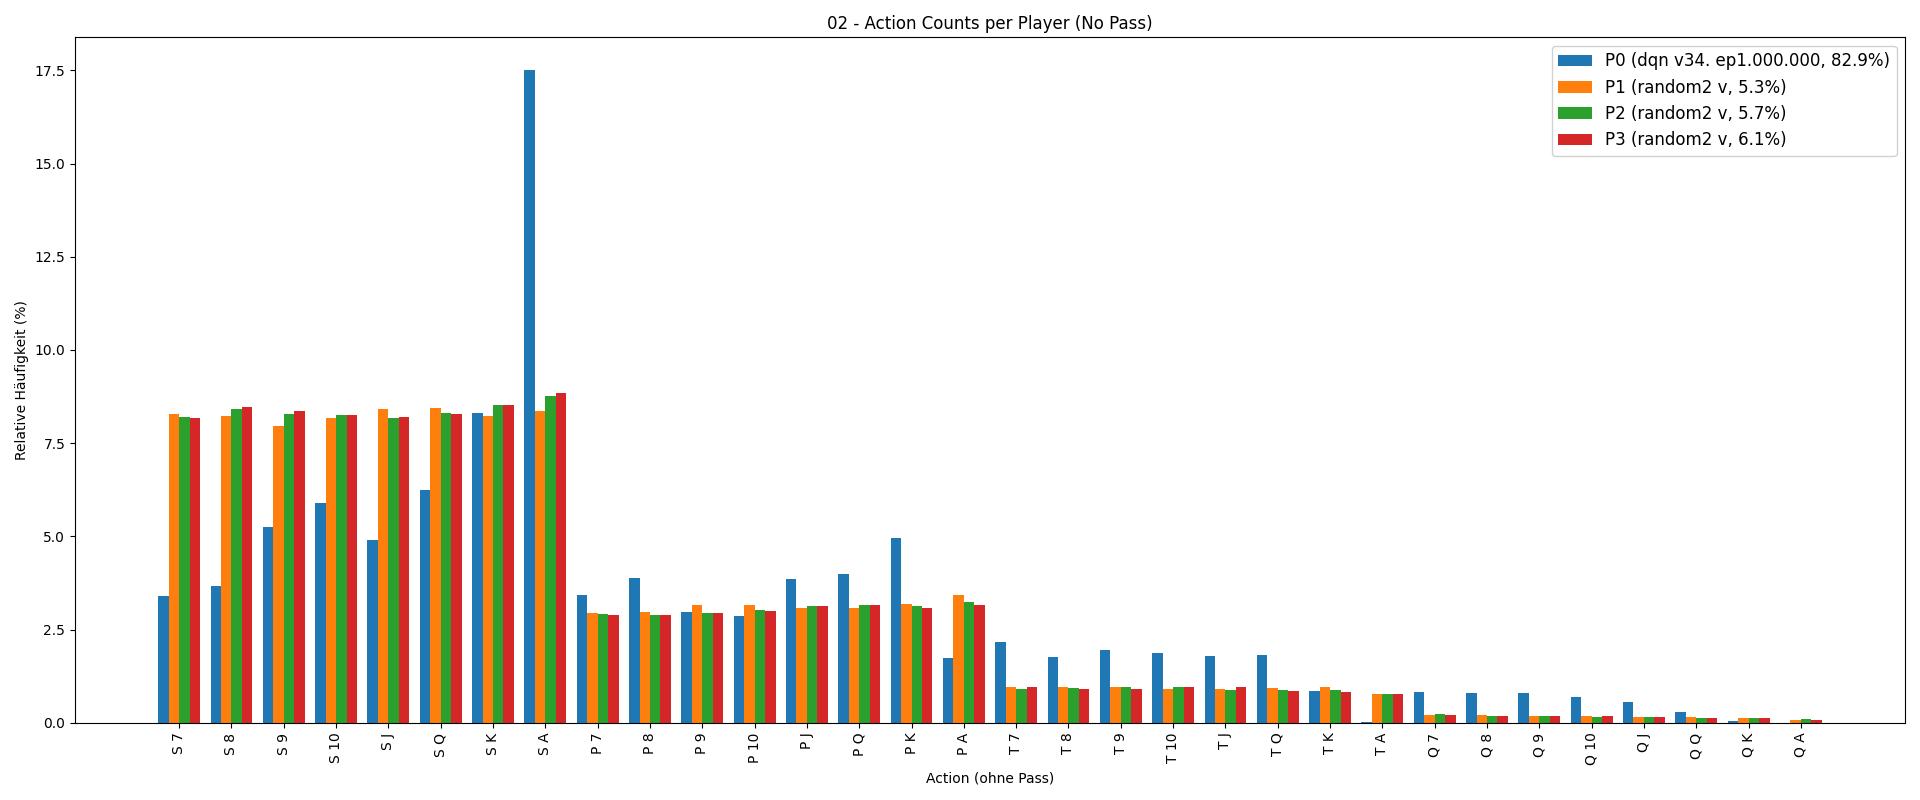 02 - Action Counts per Player (No Pass)
P0 (dqn v34. ep1.000.000, 82.9%)
P1 (random2 v, 5.3%)
P2 (random2 v, 5.7%)
P3 (random2 v, 6.1%)
Relative Häufigkeit (%)
17.5
15.0
12.5
10.0
7.5
5.0
2.5
0.0
S 7
S 8
S 9
S 10
S J
S Q
S K
S A
P 7
P 8
P 9
P 10
P J
P Q
P K
P A
T 7
T 8
T 9
T 10
T J
T Q
T K
T A
Q 7
Q 8
Q 9
Q 10
Q J
Q Q
Q K
Q A
Action (ohne Pass)